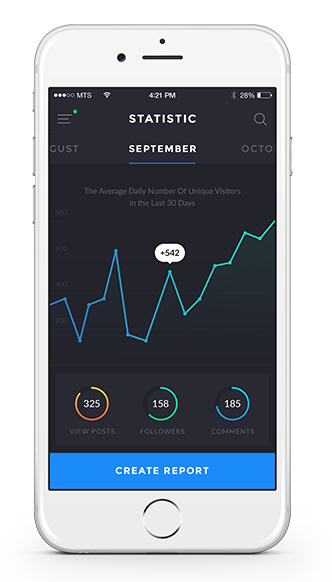 MTS 4:21 PM 28%
STATISTIC
GUST SEPTEMBER OCTO
The Average Daily Number Of Unique Visitors
in the Last 30 Days
800
600
+542
400
200
325 158 185
VIEW POSTS FOLLOWERS COMMENTS
CREATE REPORT